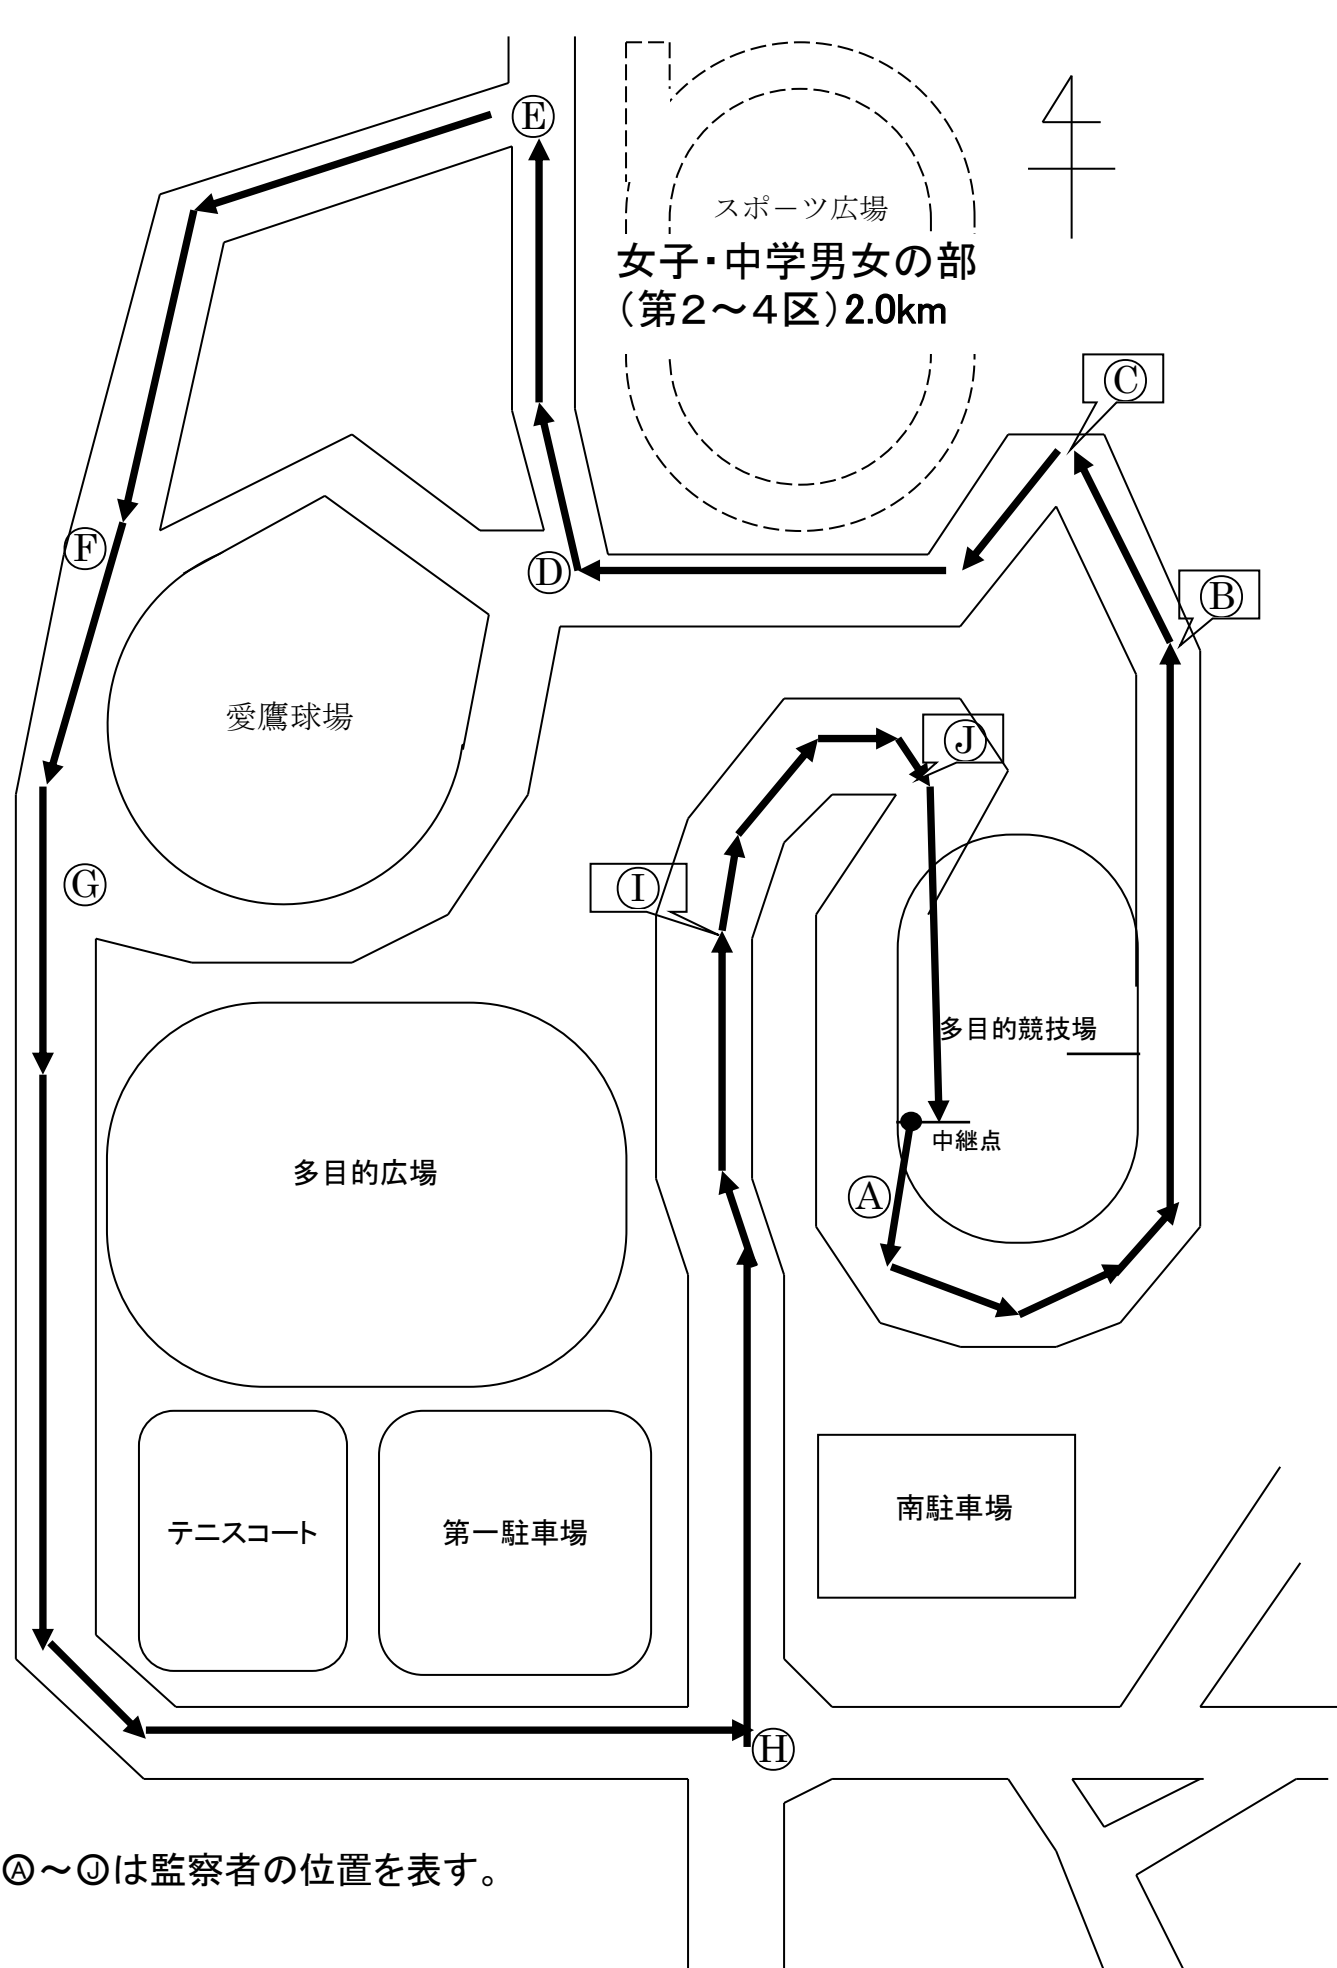 Ⓔ
スポーツ広場
女子・中学男女の部
（第２～４区）2.0km
Ⓒ
Ⓕ
Ⓓ
Ⓑ
愛鷹球場
Ⓙ
Ⓖ
Ⓘ
多目的競技場
中継点
多目的広場
Ⓐ
南駐車場
テニスコート
第一駐車場
Ⓗ
Ⓐ～Ⓙは監察者の位置を表す。